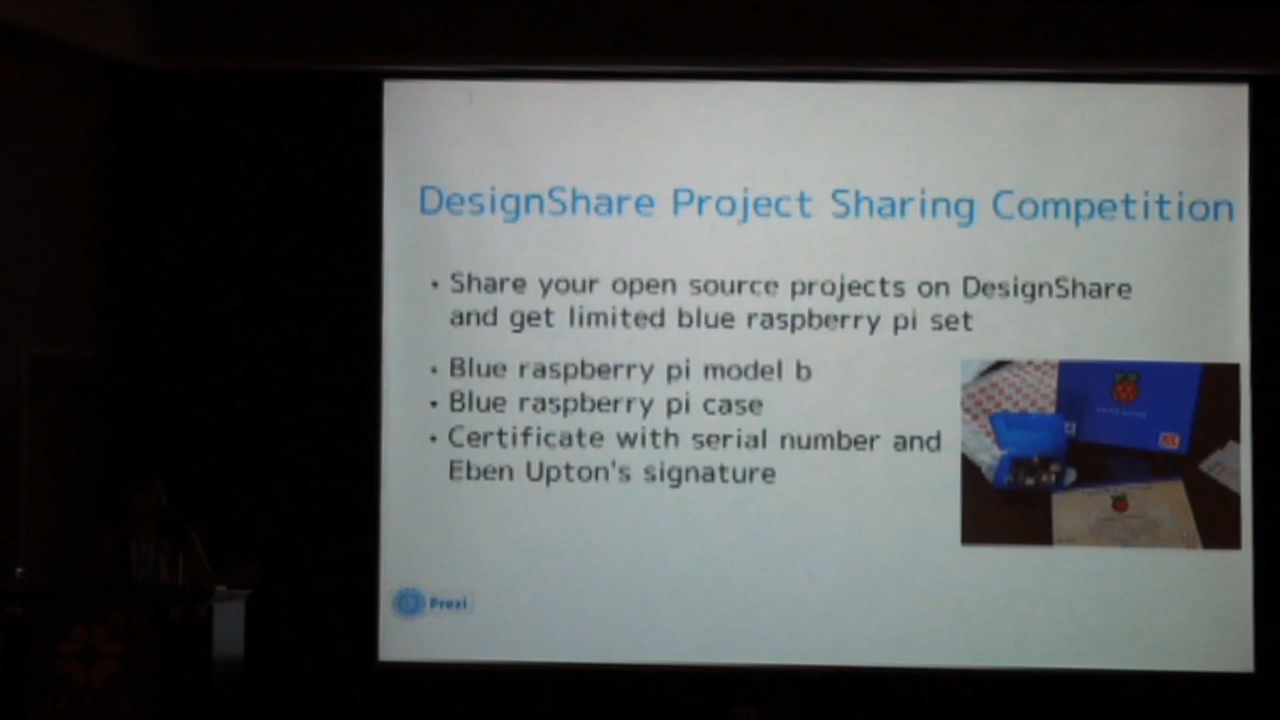 DesignShare Project Sharing Competition
• Share your open source projects on DesignShare
and get limited blue raspberry pi set
• Blue raspberry pi model b
• Blue raspberry pi case
• Certificate with serial number and
Eben Upton's signature
Prezi